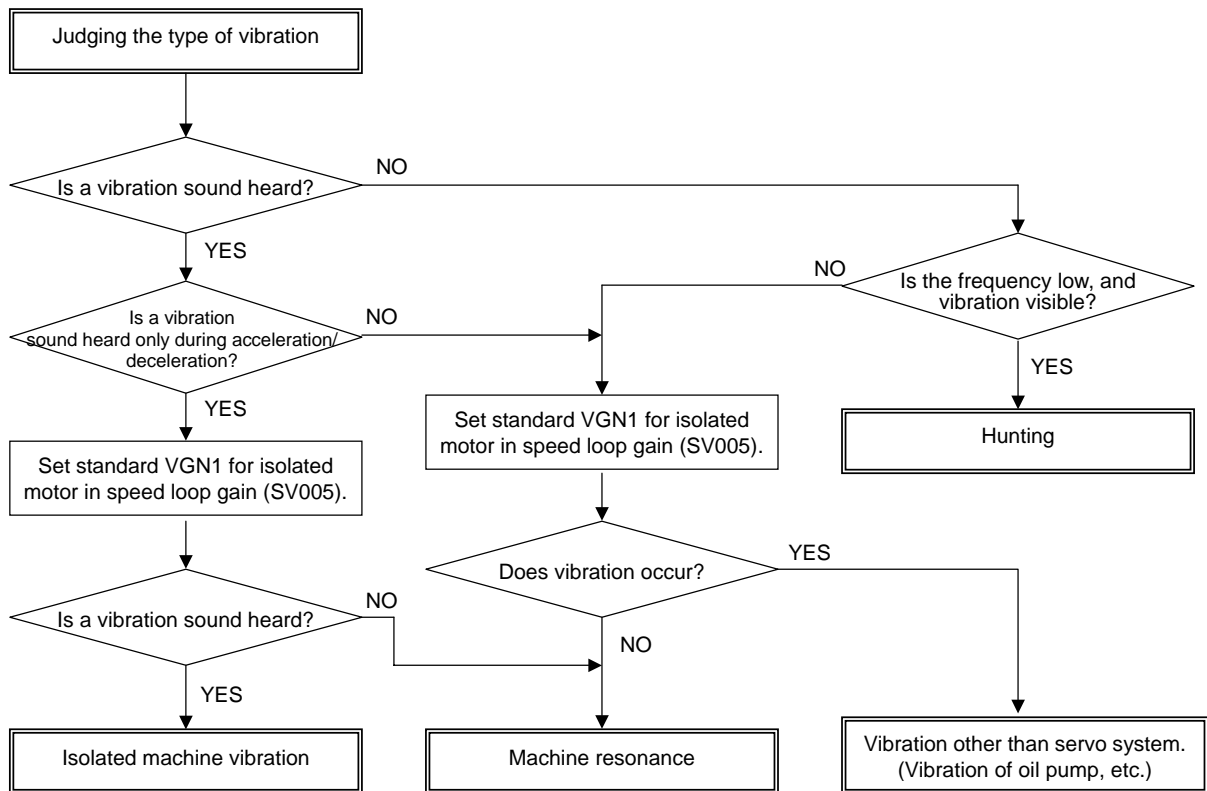 Judging the type of vibration
NO
Is a vibration sound heard?
YES
NO
Is the frequency low, and
vibration visible?
Is a vibration
sound heard only during acceleration/
deceleration?
NO
YES
YES
Set standard VGN1 for isolated
motor in speed loop gain (SV005).
Hunting
Set standard VGN1 for isolated
motor in speed loop gain (SV005).
Does vibration occur?
YES
Is a vibration sound heard?
NO
NO
YES
Isolated machine vibration
Machine resonance
Vibration other than servo system.
(Vibration of oil pump, etc.)